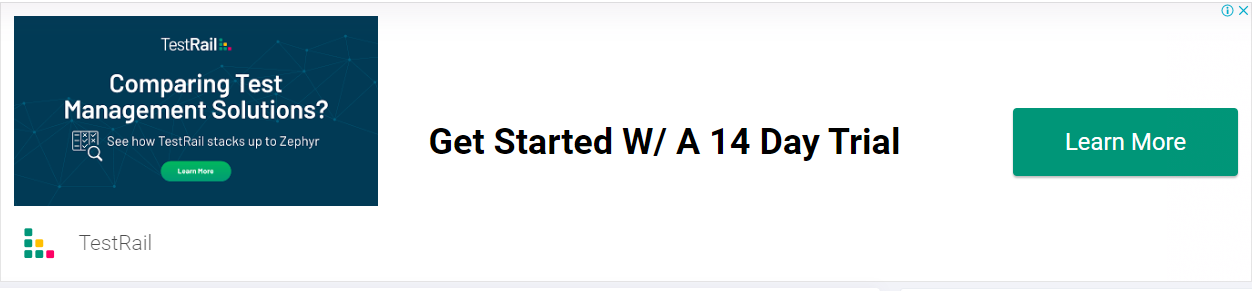 TestRail
Comparing Test
Management Solutions?
See how TestRail stacks up to Zephyr
Learn More
Get Started W/ A 14 Day Trial
Learn More
TestRail